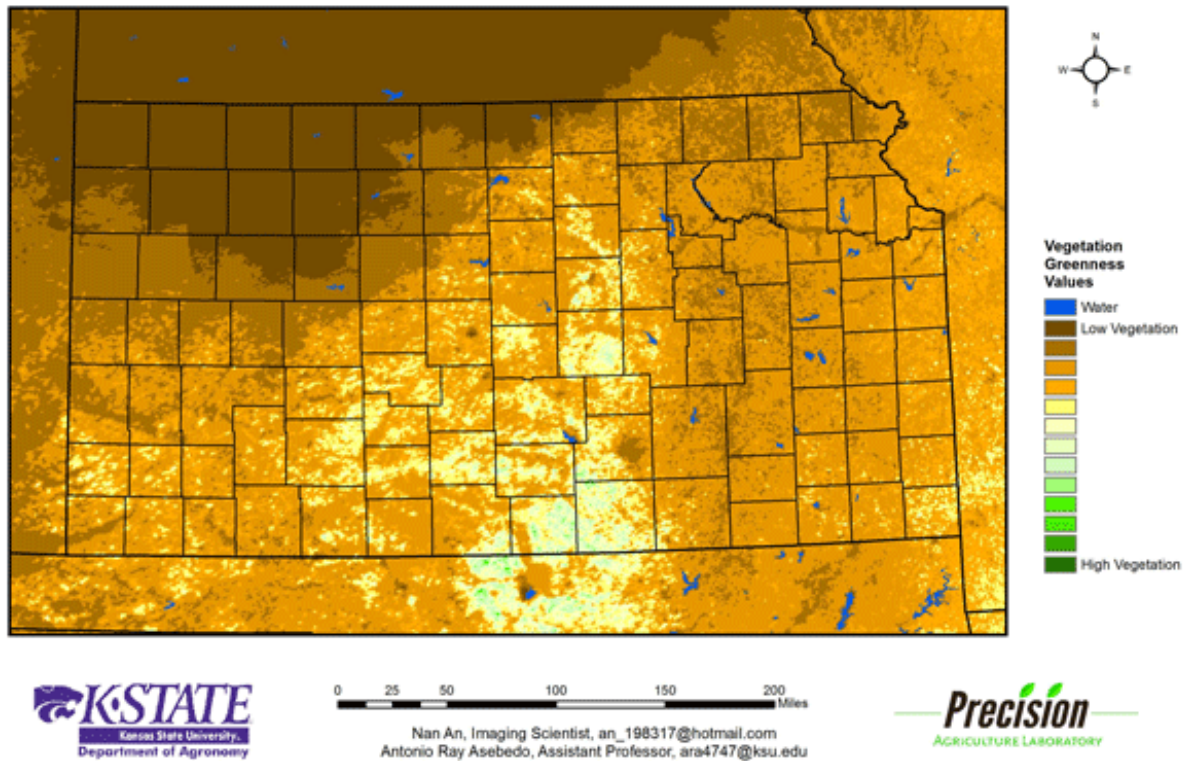 N
W E
S
Vegetation
Greenness
Values
Water
Low Vegetation
High Vegetation
K-STATE
Kansas State University.
Department of Agronomy
0 25 50 100 150 200
Miles
Nan An, Imaging Scientist, an_198317@hotmail.com
Antonio Ray Asebedo, Assistant Professor, ara4747@ksu.edu
Precision
AGRICULTURE LABORATORY